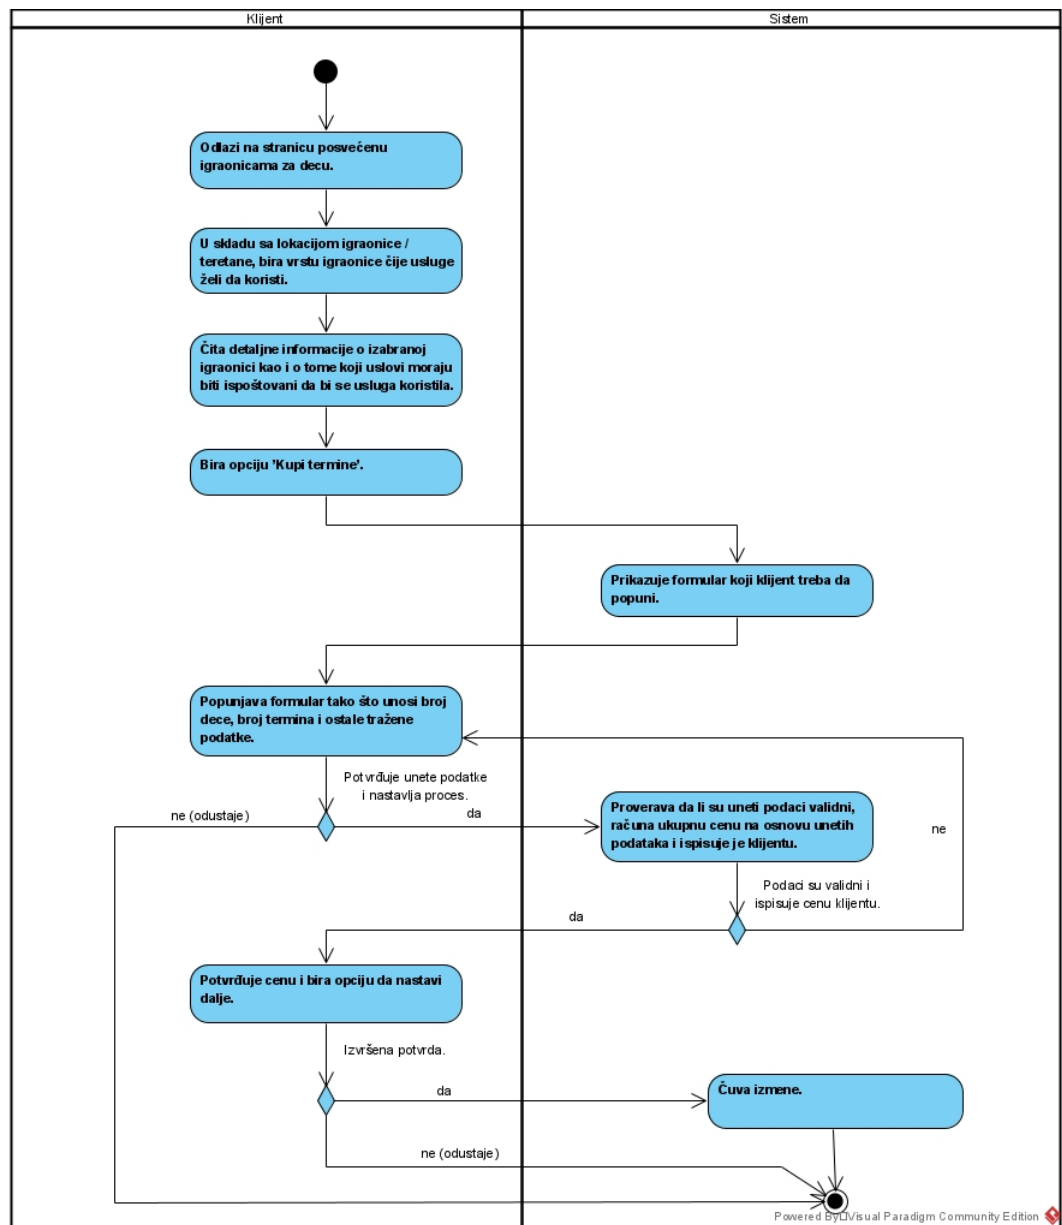 Klijent
Sistem
Odlazi na stranicu posvećenu
igraonicama za decu.
U skladu sa lokacijom igraonice /
teretane, bira vrstu igraonice čije usluge
želi da koristi.
Čita detaljne informacije o izabranoj
igraonici kao i o tome koji uslovi moraju
biti ispoštovani da bi se usluga koristila.
Bira opciju 'Kupi termine'.
Prikazuje formular koji klijent treba da
popuni.
Popunjava formular tako što unosi broj
dece, broj termina i ostale tražene
podatke.
Potvrđuje unete podatke
i nastavlja proces.
ne (odustaje)
da
Proverava da li su uneti podaci validni,
računa ukupnu cenu na osnovu unetih
podataka i ispisuje je klijentu.
ne
Podaci su validni i
ispisuje cenu klijentu.
da
Potvrđuje cenu i bira opciju da nastavi
dalje.
Izvršena potvrda.
da
Čuva izmene.
ne (odustaje)
Powered By Visual Paradigm Community Edition